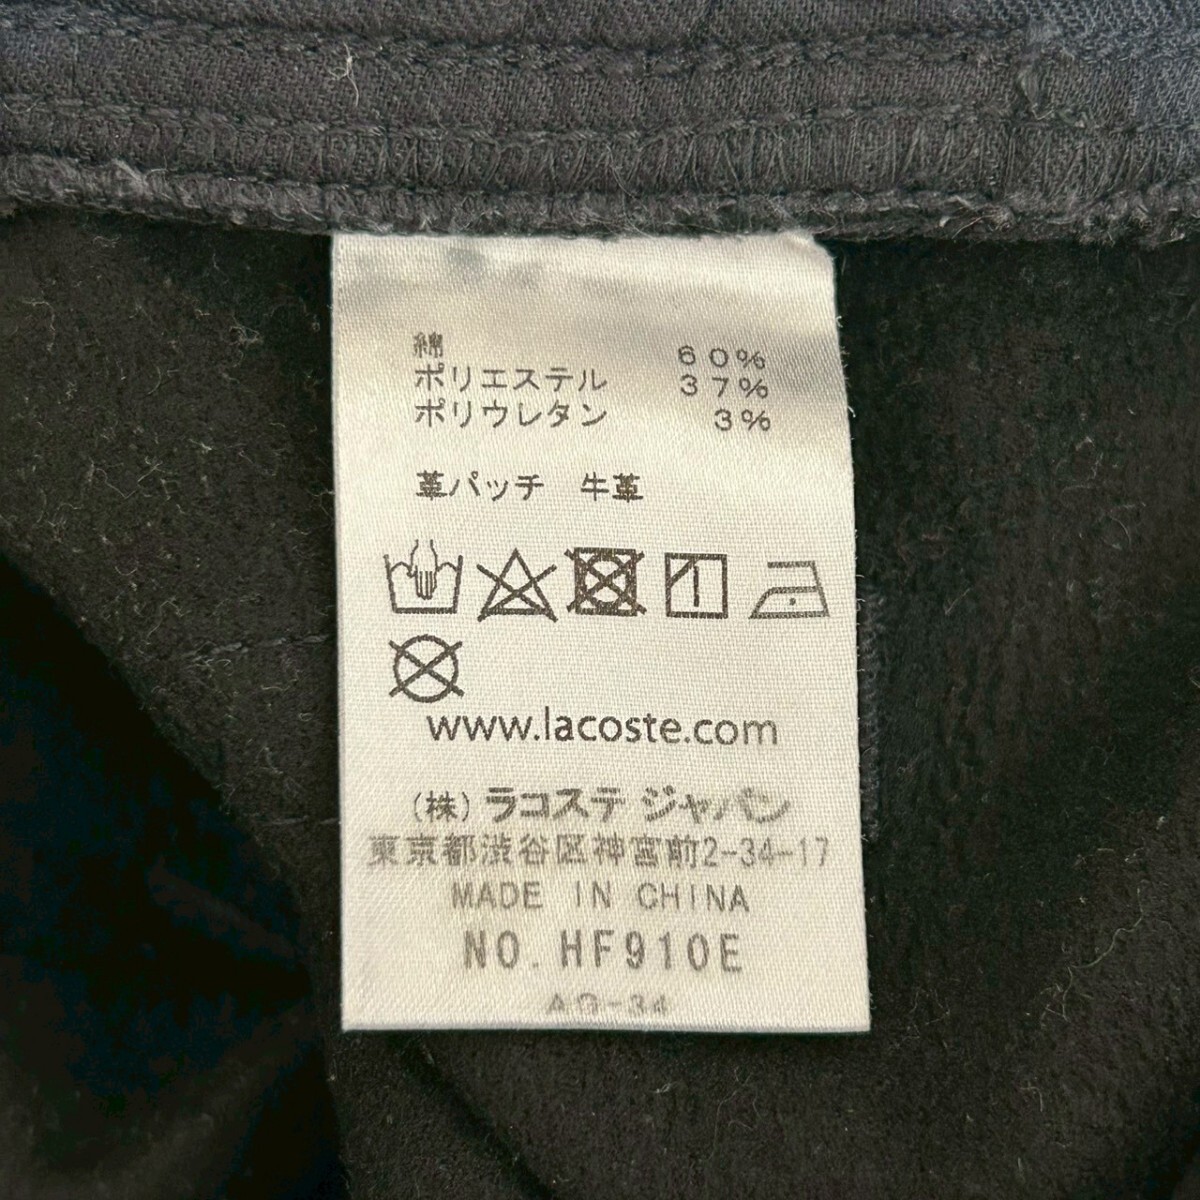 綿 60%
ポリエステル 37%
ポリウレタン 3%
革パッチ 牛革
www.lacoste.com
(株) ラコステ ジャパン
東京都渋谷区神宮前2-34-17
MADE IN CHINA
NO. HF910E
AG-34